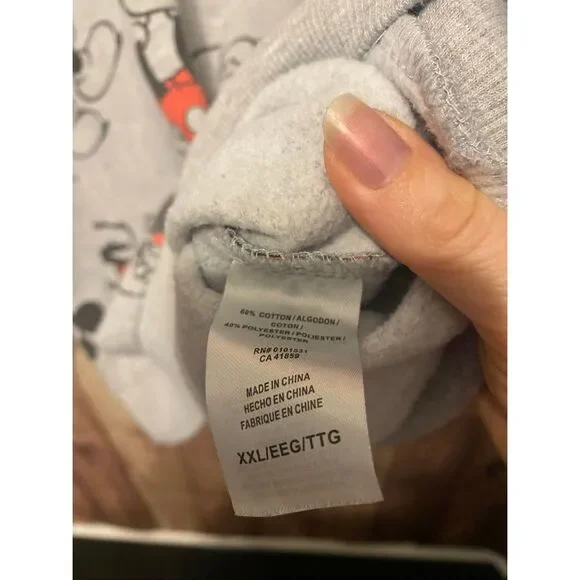 60% COTTON / ALGODON /
COTON /
40% POLYESTER / POLIESTER /
POLYESTER
RN# 0101531
CA 41859
MADE IN CHINA
HECHO EN CHINA
FABRIQUE EN CHINE
XXL/EEG/TTG